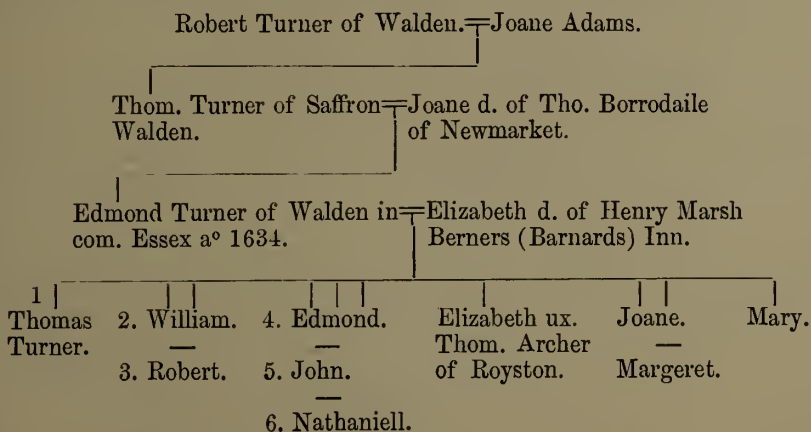 Robert Turner of Walden.=Joane Adams.
Thom. Turner of Saffron=Joane d. of Tho. Borrodaile
Walden. of Newmarket.
Edmond Turner of Walden in=Elizabeth d. of Henry Marsh
com. Essex aº 1634. Berners (Barnards) Inn.
1
Thomas 2. William. 4. Edmond. Elizabeth ux. Joane. Mary.
Turner. — — Thom. Archer —
3. Robert. 5. John. of Royston. Margeret.
—
6. Nathaniell.